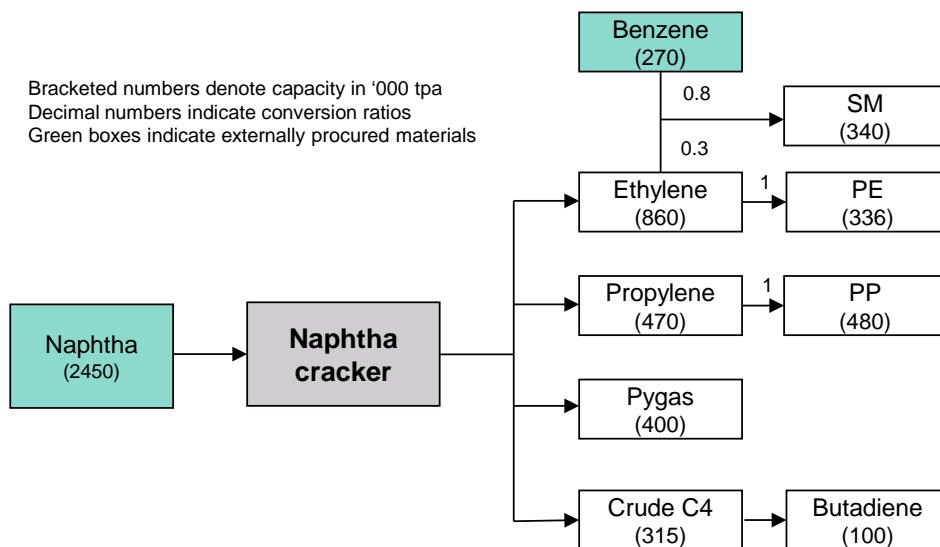 Benzene
(270)
Bracketed numbers denote capacity in ‘000 tpa
Decimal numbers indicate conversion ratios
Green boxes indicate externally procured materials
0.8
SM
(340)
0.3
Ethylene
(860)
1
PE
(336)
Propylene
(470)
1
PP
(480)
Naphtha
(2450)
Naphtha
cracker
Pygas
(400)
Crude C4
(315)
Butadiene
(100)